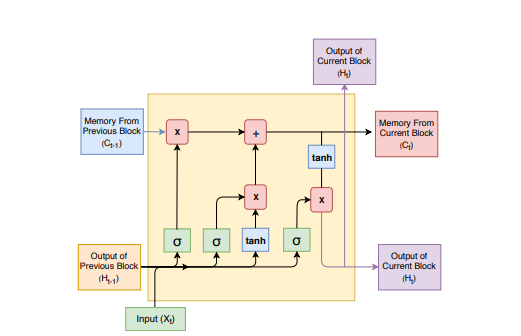 Output of
Current Block
(Ht)
Memory From
Previous Block
(Ct-1)
x
+
Memory From
Current Block
(Ct)
tanh
x
x
σ
σ
tanh
σ
Output of
Previous Block
(Ht-1)
Output of
Current Block
(Ht)
Input (Xt)